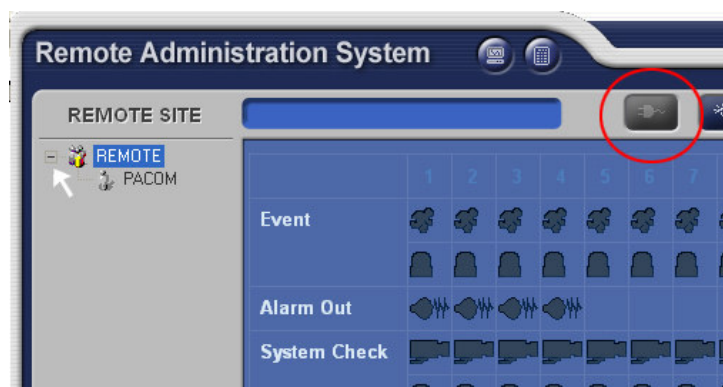 Remote Administration System
REMOTE SITE
REMOTE
PACOM
1 2 3 4 5 6 7
Event
Alarm Out
System Check